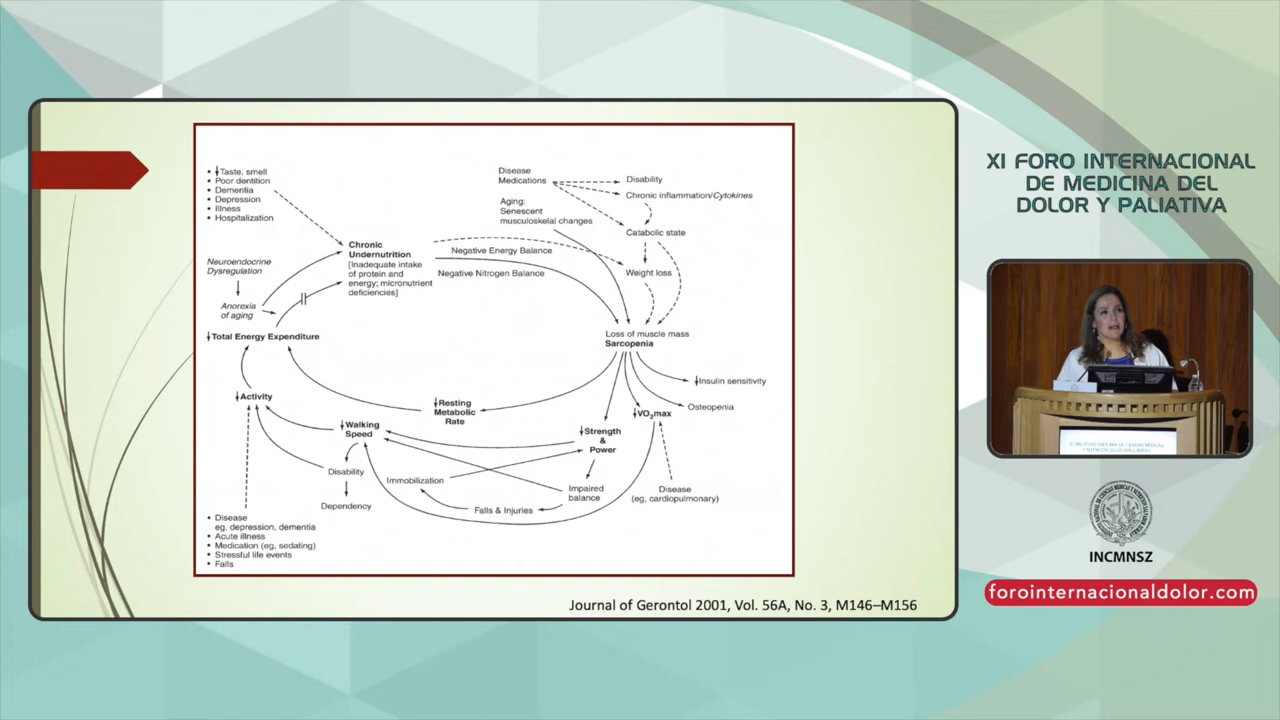 ↓Taste, smell
Poor dentition
Dementia
Depression
Illness
Hospitalization
Neuroendocrine
Dysregulation
Anorexia
of aging
Chronic
Undernutrition
[Inadequate intake
of protein and
energy; micronutrient
deficiencies]
Negative Energy Balance
Negative Nitrogen Balance
Disease
Medications
Aging:
Senescent
musculoskelal changes
Disability
Chronic inflammation/Cytokines
Catabolic state
Weight loss
Loss of muscle mass
Sarcopenia
↓Total Energy Expenditure
↓Insulin sensitivity
Osteopenia
↓VO2max
↓Resting
Metabolic
Rate
↓Strength
&
Power
↓Activity
↓Walking
Speed
Disability
Dependency
Immobilization
Falls & Injuries
Impaired
balance
Disease
(eg, cardiopulmonary)
Disease
eg, depression, dementia
Acute illness
Medication (eg, sedating)
Stressful life events
Falls
Journal of Gerontol 2001, Vol. 56A, No. 3, M146–M156
XI FORO INTERNACIONAL
DE MEDICINA DEL
DOLOR Y PALIATIVA
INCMNSZ
forointernacionaldolor.com